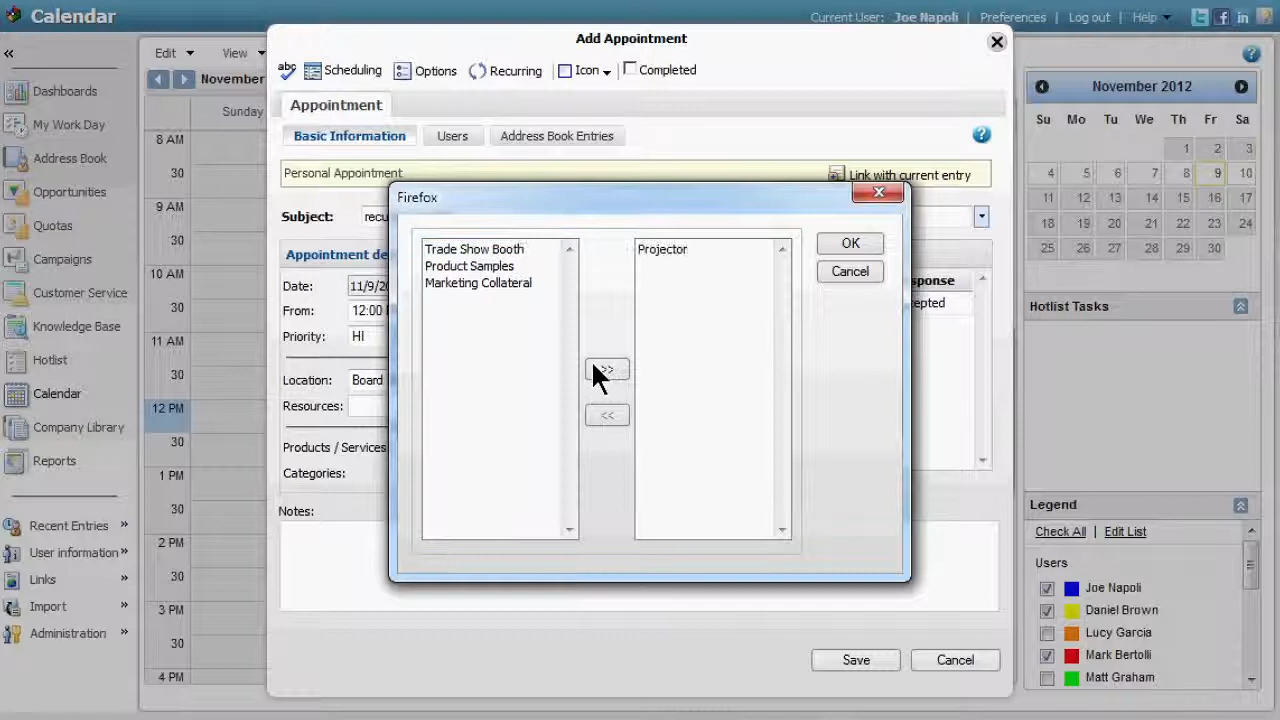 Calendar
Current User: Joe Napoli | Preferences | Log out | Help
Add Appointment
abc Scheduling Options Recurring Icon Completed
Appointment
Basic Information Users Address Book Entries
Personal Appointment Link with current entry
Subject: recu
Appointment de
sponse
Date: 11/9/20
cepted
From: 12:00
Priority: HI
Location: Board
Resources:
Products / Services
Categories:
Notes:
Save Cancel
Firefox
Trade Show Booth
Product Samples
Marketing Collateral
>>
<<
Projector
OK
Cancel
«
Dashboards
My Work Day
Address Book
Opportunities
Quotas
Campaigns
Customer Service
Knowledge Base
Hotlist
Calendar
Company Library
Reports
Recent Entries »
User information »
Links »
Import »
Administration »
Edit View
November
Sunday
8 AM
30
9 AM
30
10 AM
30
11 AM
30
12 PM
30
1 PM
30
2 PM
30
3 PM
30
4 PM
November 2012
Su Mo Tu We Th Fr Sa
1 2 3
4 5 6 7 8 9 10
11 12 13 14 15 16 17
18 19 20 21 22 23 24
25 26 27 28 29 30
Hotlist Tasks
Legend
Check All | Edit List
Users
Joe Napoli
Daniel Brown
Lucy Garcia
Mark Bertolli
Matt Graham